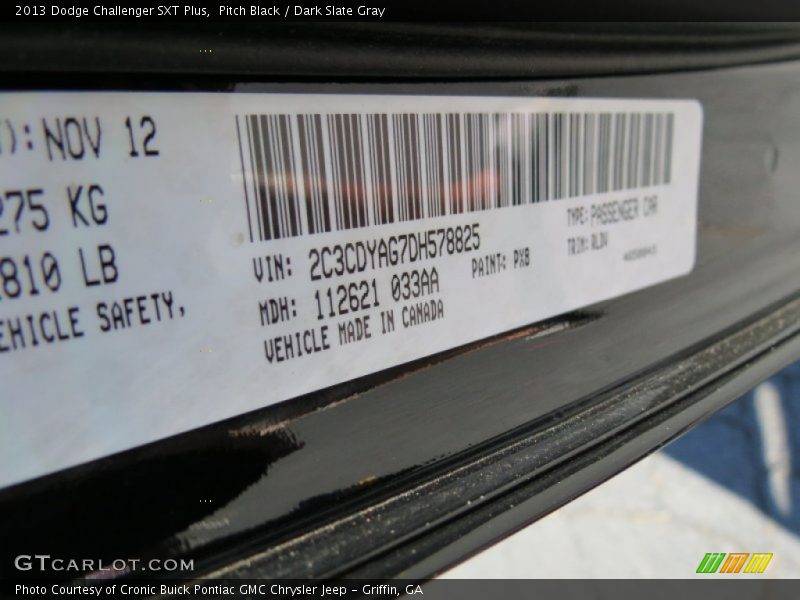 2013 Dodge Challenger SXT Plus,  Pitch Black / Dark Slate Gray
): NOV 12
275 KG
810 LB
EHICLE SAFETY,
VIN: 2C3CDYAG7DH578825
MDH: 112621 033AA
VEHICLE MADE IN CANADA
PAINT: PX8
TYPE: PASSENGER CAR
TRIM:
GTCARLOT.COM
Photo Courtesy of Cronic Buick Pontiac GMC Chrysler Jeep - Griffin, GA